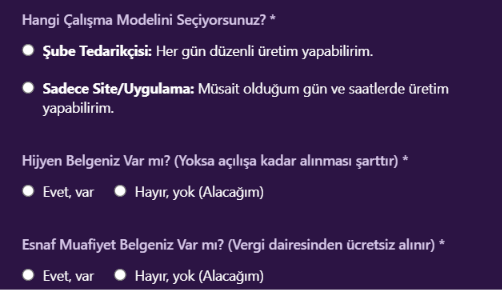 Hangi Çalışma Modelini Seçiyorsunuz? *
Şube Tedarikçisi: Her gün düzenli üretim yapabilirim.
Sadece Site/Uygulama: Müsait olduğum gün ve saatlerde üretim
yapabilirim.
Hijyen Belgeniz Var mı? (Yoksa açılışa kadar alınması şarttır) *
Evet, var Hayır, yok (Alacağım)
Esnaf Muafiyet Belgeniz Var mı? (Vergi dairesinden ücretsiz alınır) *
Evet, var Hayır, yok (Alacağım)